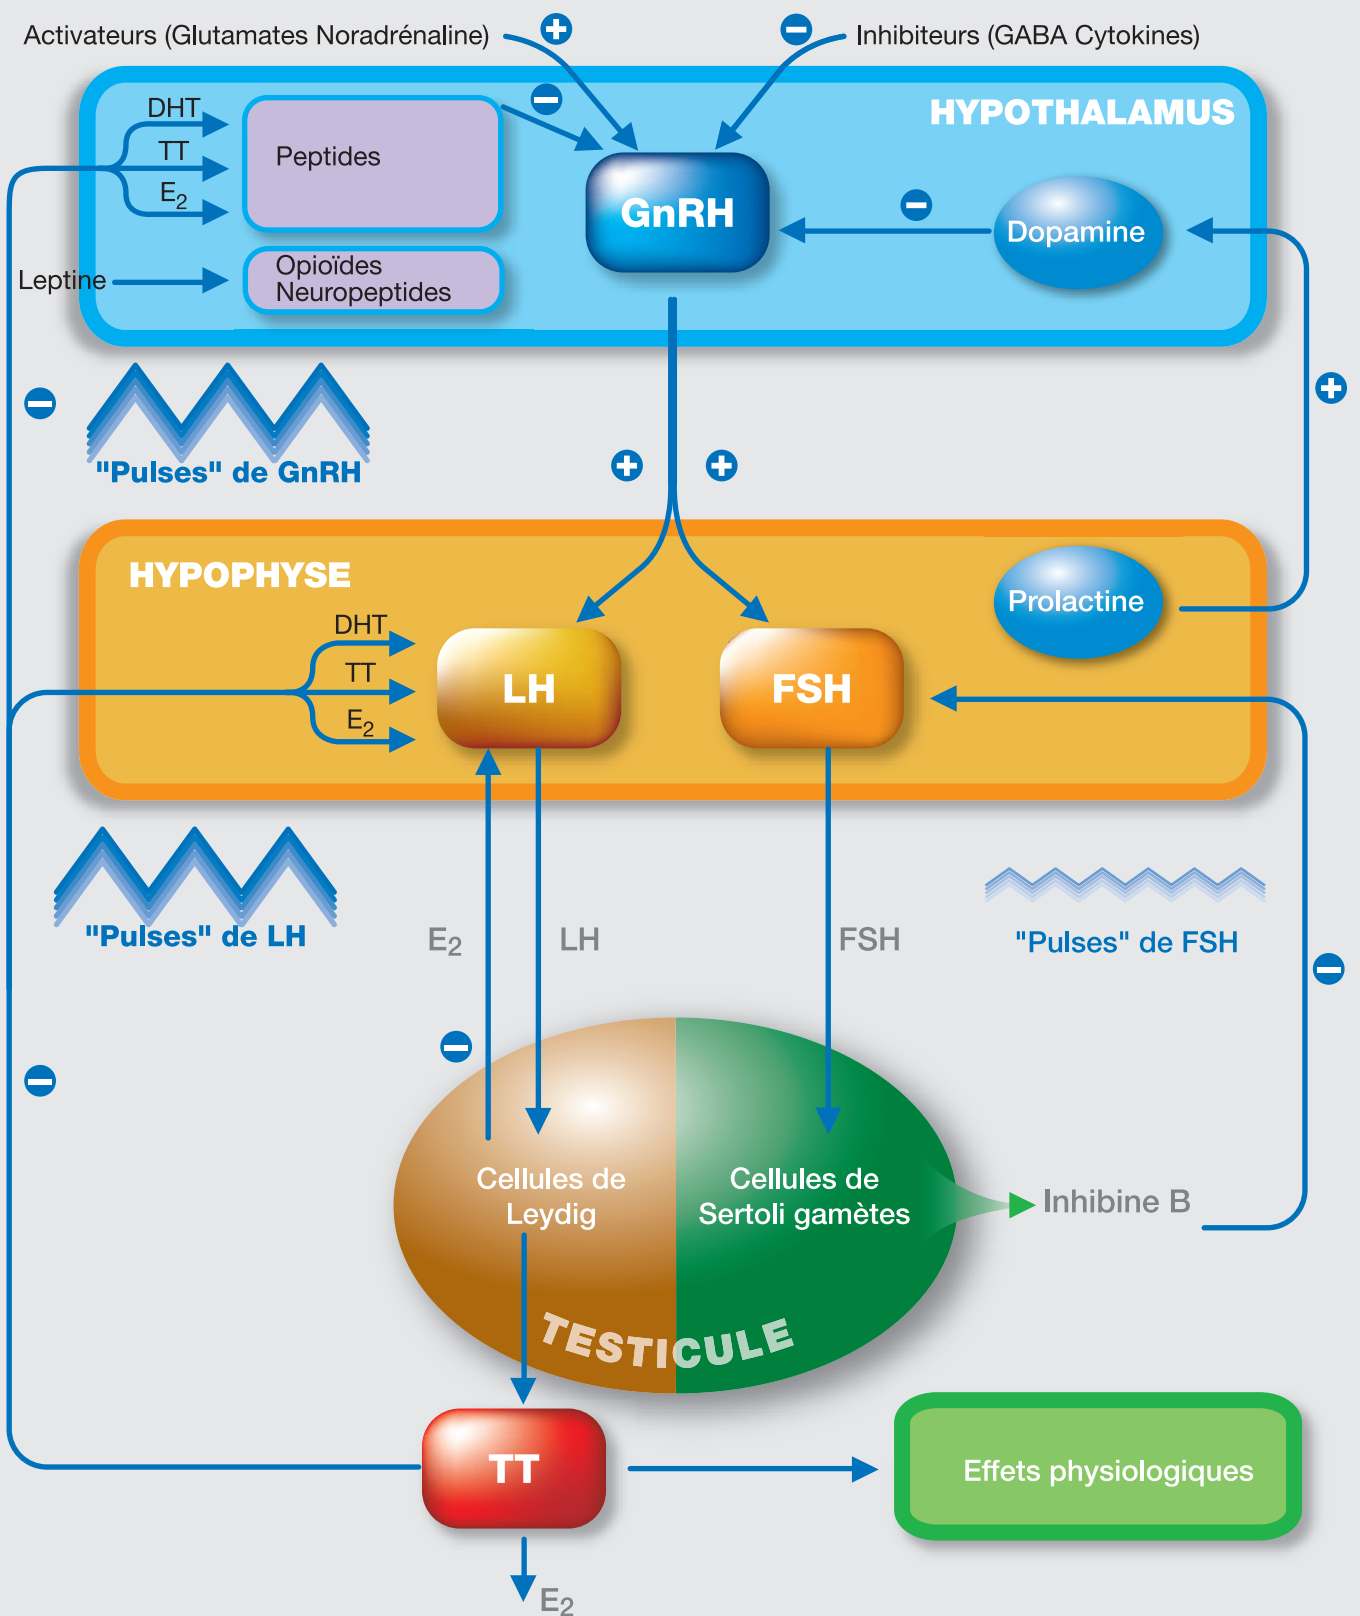 Activateurs (Glutamates Noradrénaline)
Inhibiteurs (GABA Cytokines)
HYPOTHALAMUS
DHT
TT
E2
Peptides
GnRH
Dopamine
Leptine
Opioïdes
Neuropeptides
"Pulses" de GnRH
HYPOPHYSE
Prolactine
DHT
TT
E2
LH
FSH
"Pulses" de LH
E2
LH
FSH
"Pulses" de FSH
Cellules de
Leydig
Cellules de
Sertoli gamètes
Inhibine B
TESTICULE
TT
Effets physiologiques
E2